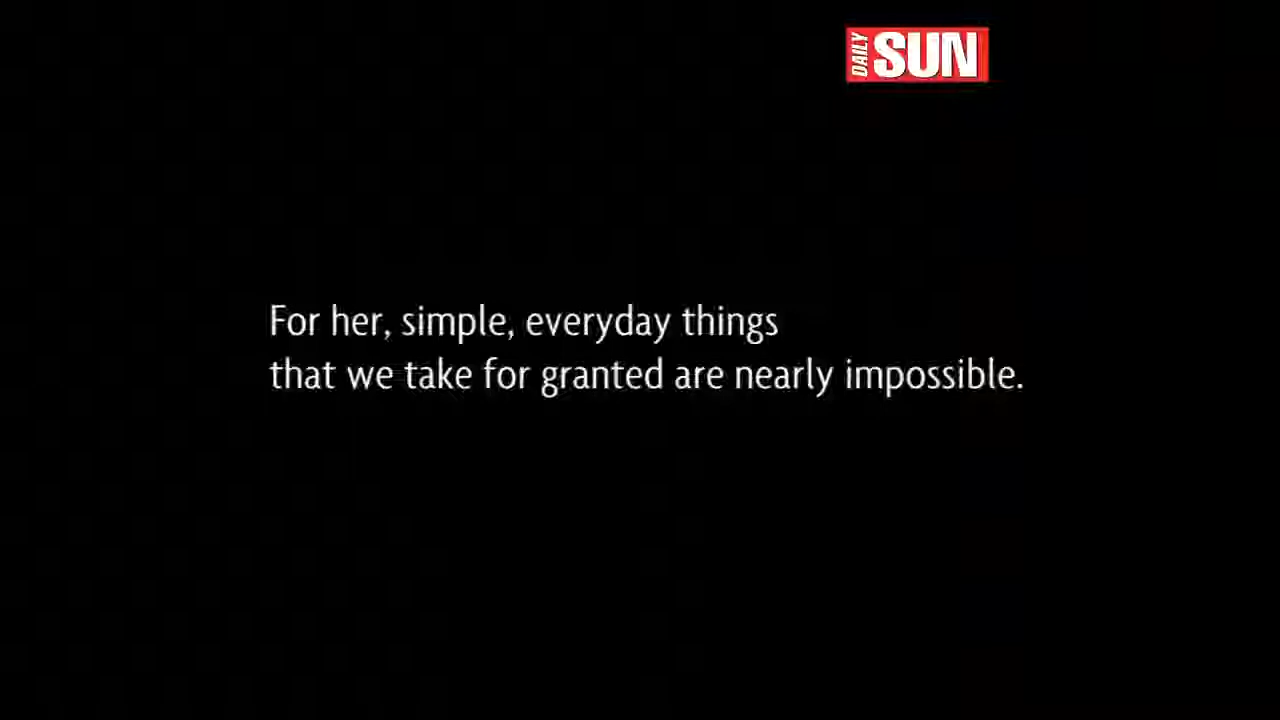 DAILY SUN
For her, simple, everyday things
that we take for granted are nearly impossible.